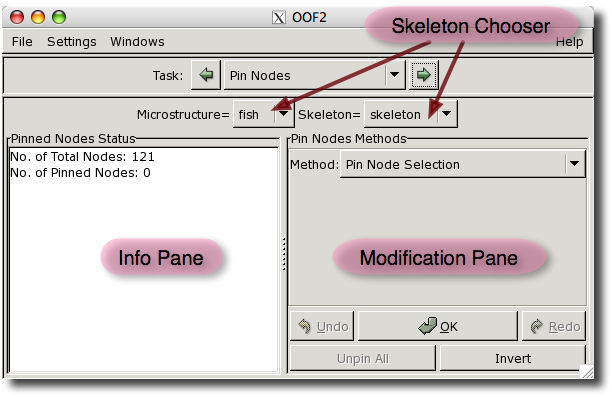 OOF2
Skeleton Chooser
File Settings Windows Help
Task: Pin Nodes
Microstructure= fish Skeleton= skeleton
Pinned Nodes Status
No. of Total Nodes: 121
No. of Pinned Nodes: 0
Info Pane
Pin Nodes Methods
Method: Pin Node Selection
Modification Pane
Undo OK Redo
Unpin All Invert